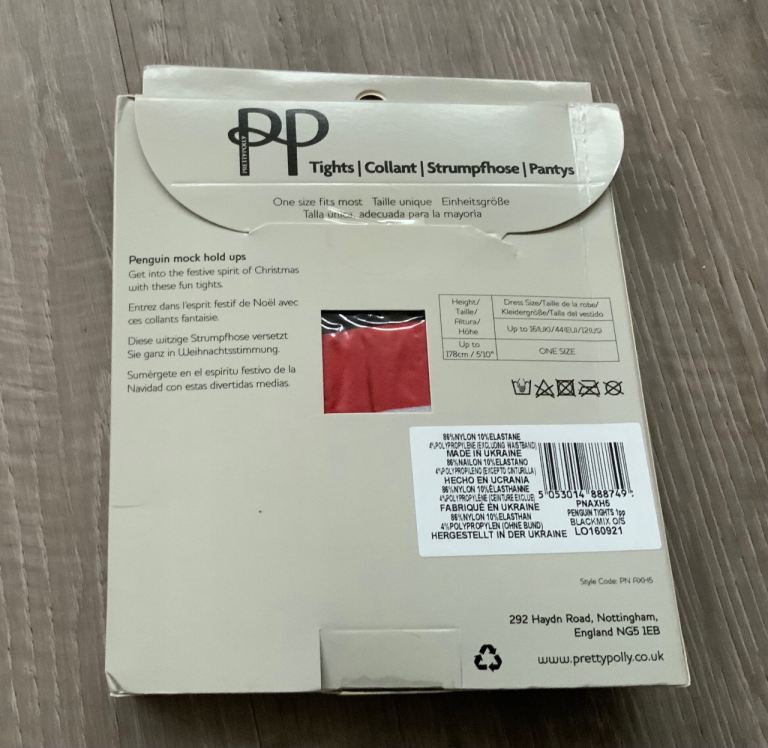 PP
PRETTYPOLLY
Tights | Collant | Strumpfhose | Pantys
One size fits most Taille unique Einheitsgröße
Talla única, adecuada para la mayoría
Penguin mock hold ups
Get into the festive spirit of Christmas
with these fun tights.
Entrez dans l'esprit festif de Noël avec
ces collants fantaisie.
Diese witzige Strumpfhose versetzt
Sie ganz in Weihnachtsstimmung.
Sumérgete en el espíritu festivo de la
Navidad con estas divertidas medias.
Height/
Taille/
Altura/
Höhe
Dress Size/Taille de la robe/
Kleidergröße/Talla del vestido
Up to 16(UK)/44(EU)/12(US)
Up to
178cm / 5'10"
ONE SIZE
86%NYLON 10%ELASTANE
4%POLYPROPYLENE (EXCLUDING WAISTBAND)
MADE IN UKRAINE
86%NAILON 10%ELASTANO
4%POLIPROPILENO (EXCEPTO CINTURILLA)
HECHO EN UCRANIA
86%NYLON 10%ÉLASTHANNE
4%POLYPROPYLÈNE (CEINTURE EXCLUE)
FABRIQUÉ EN UKRAINE
86%NYLON 10%ELASTHAN
4%POLYPROPYLEN (OHNE BUND)
HERGESTELLT IN DER UKRAINE
5 053014 888749
PNAXH5
PENGUIN TIGHTS 1pp
BLACKMIX O/S
LO160921
Style Code: PN AXH5
292 Haydn Road, Nottingham,
England NG5 1EB
www.prettypolly.co.uk